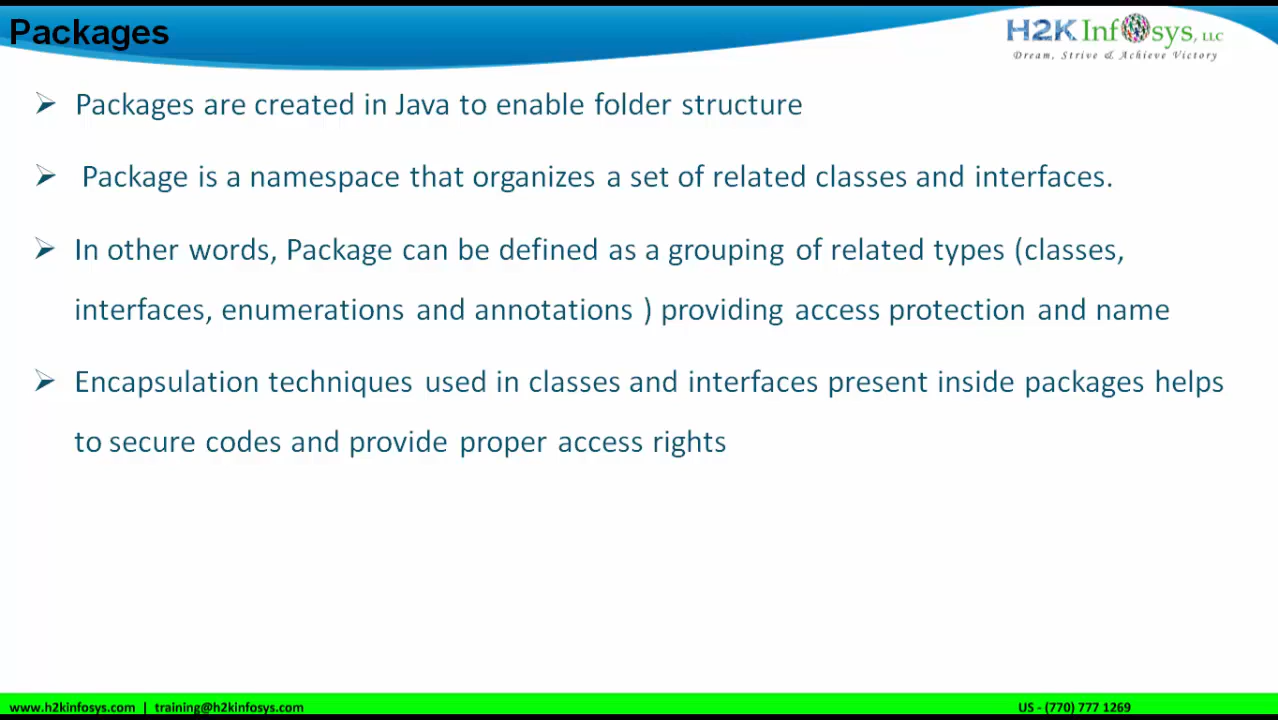 Packages
H2K Infosys, LLC
Dream, Strive & Achieve Victory
Packages are created in Java to enable folder structure
Package is a namespace that organizes a set of related classes and interfaces.
In other words, Package can be defined as a grouping of related types (classes,
interfaces, enumerations and annotations ) providing access protection and name
Encapsulation techniques used in classes and interfaces present inside packages helps
to secure codes and provide proper access rights
www.h2kinfosys.com | training@h2kinfosys.com
US - (770) 777 1269